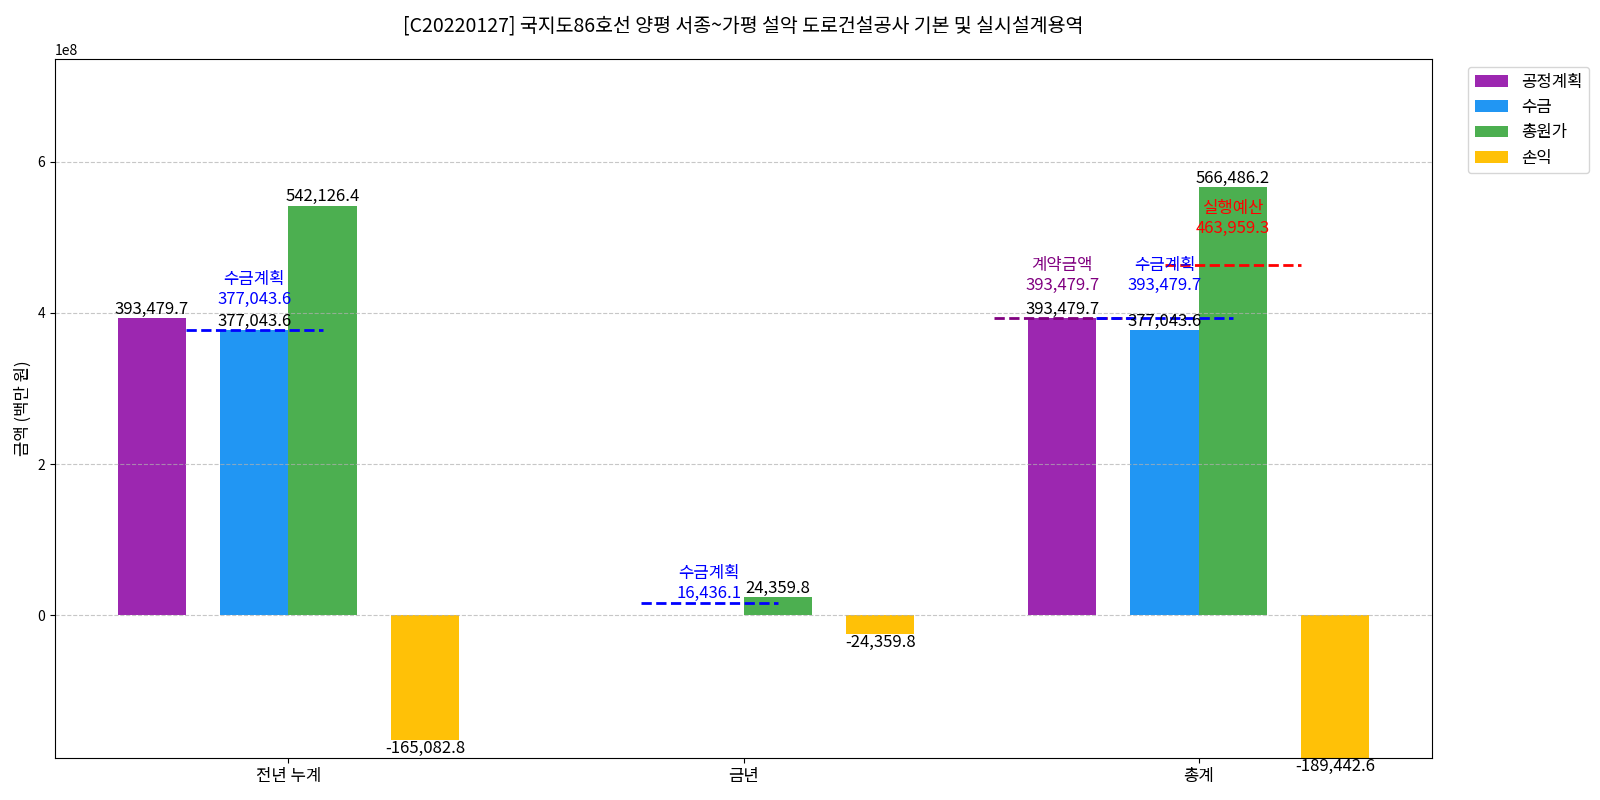 [C20220127] 국지도86호선 양평 서종~가평 설악 도로건설공사 기본 및 실시설계용역
1e8
공정계획
수금
총원가
손익
금액 (백만 원)
6
4
2
0
393,479.7
수금계획
377,043.6
377,043.6
542,126.4
-165,082.8
수금계획
16,436.1
24,359.8
-24,359.8
계약금액
393,479.7
393,479.7
수금계획
393,479.7
377,043.6
566,486.2
실행예산
463,959.3
-189,442.6
전년 누계
금년
총계